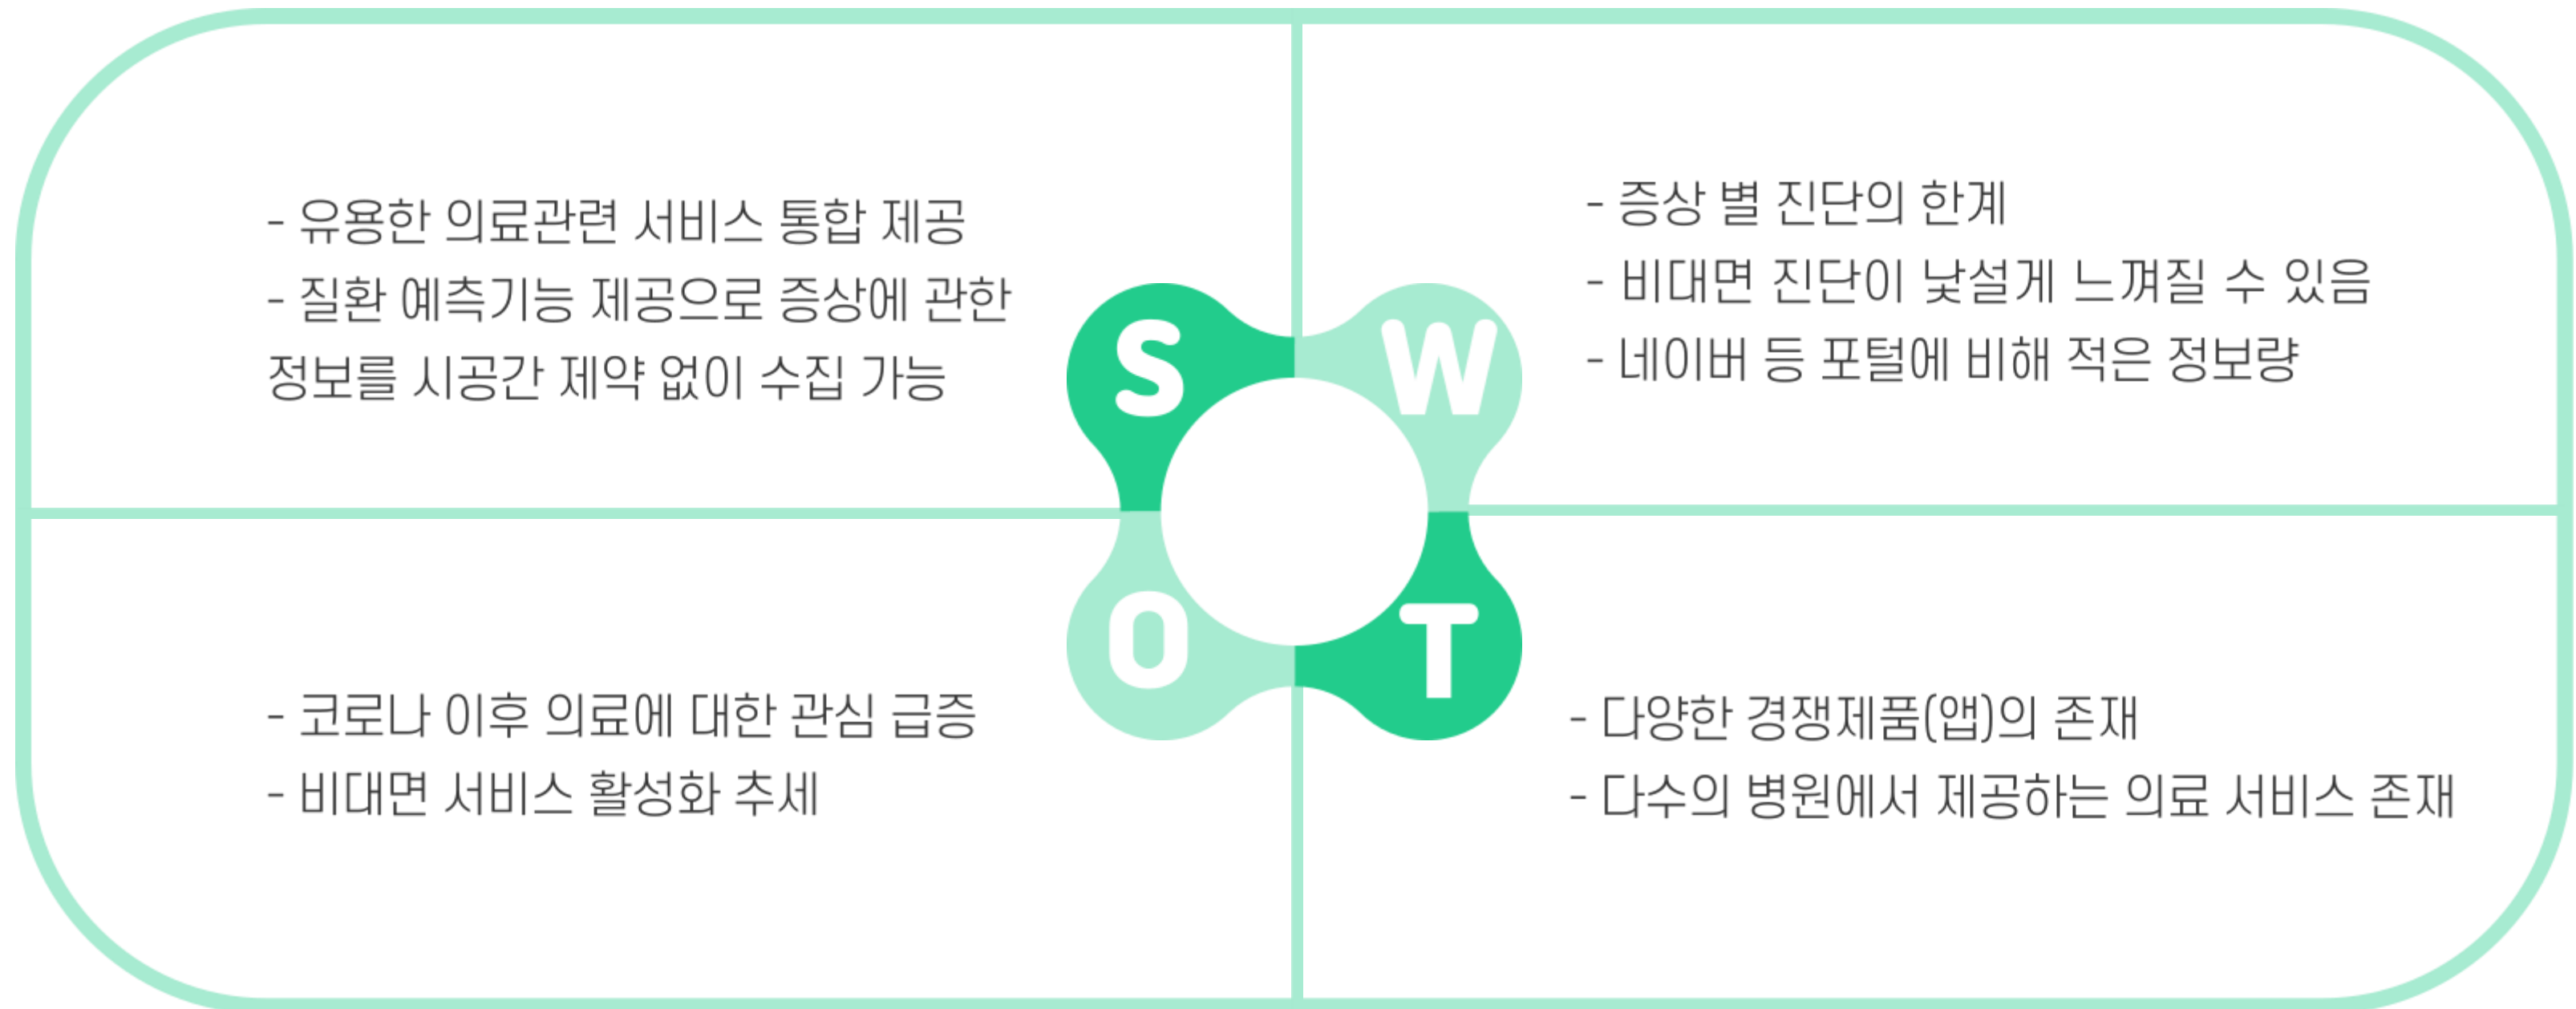 - 유용한 의료관련 서비스 통합 제공
- 질환 예측기능 제공으로 증상에 관한
정보를 시공간 제약 없이 수집 가능
- 증상 별 진단의 한계
- 비대면 진단이 낯설게 느껴질 수 있음
- 네이버 등 포털에 비해 적은 정보량
S
W
O
T
- 코로나 이후 의료에 대한 관심 급증
- 비대면 서비스 활성화 추세
- 다양한 경쟁제품(앱)의 존재
- 다수의 병원에서 제공하는 의료 서비스 존재